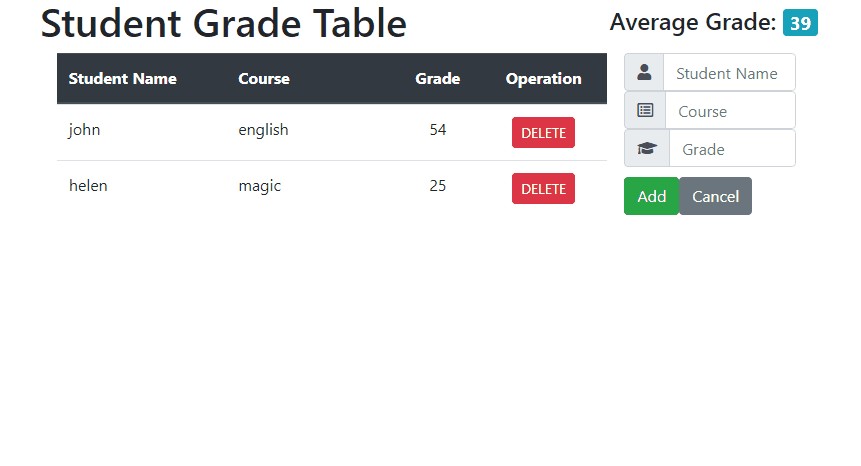 Student Grade Table
Average Grade: 39
Student Name Course Grade Operation
john english 54 DELETE
helen magic 25 DELETE
Student Name
Course
Grade
Add Cancel